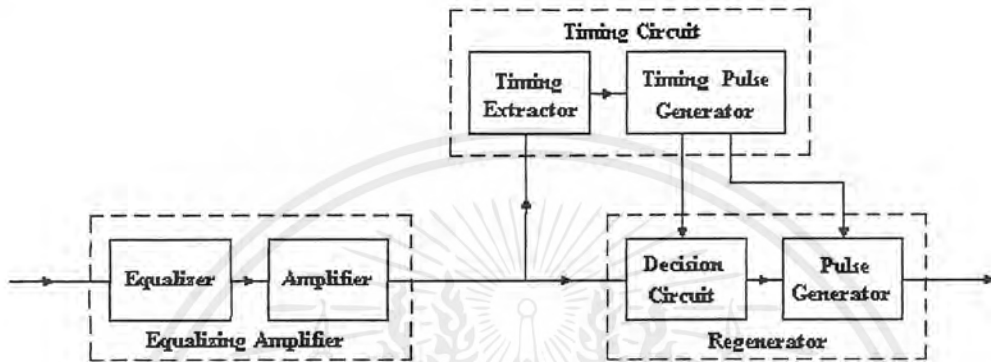 Timing Circuit
Timing
Extractor
Timing Pulse
Generator
Equalizer
Amplifier
Equalizing Amplifier
Decision
Circuit
Pulse
Generator
Regenerator